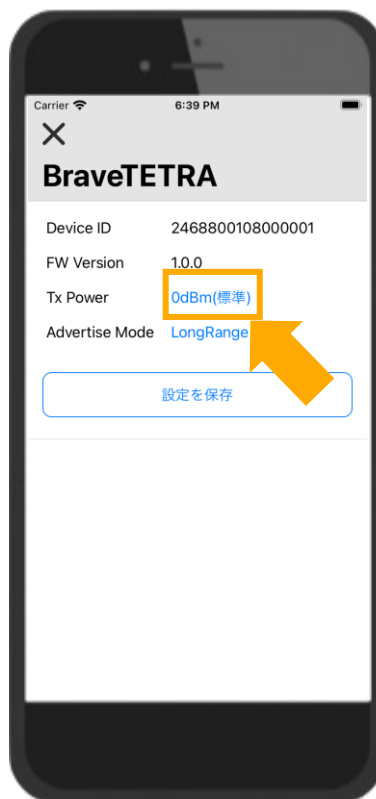 Carrier 6:39 PM
BraveTETRA
Device ID 2468800108000001
FW Version 1.0.0
Tx Power 0dBm(標準)
Advertise Mode LongRange
設定を保存